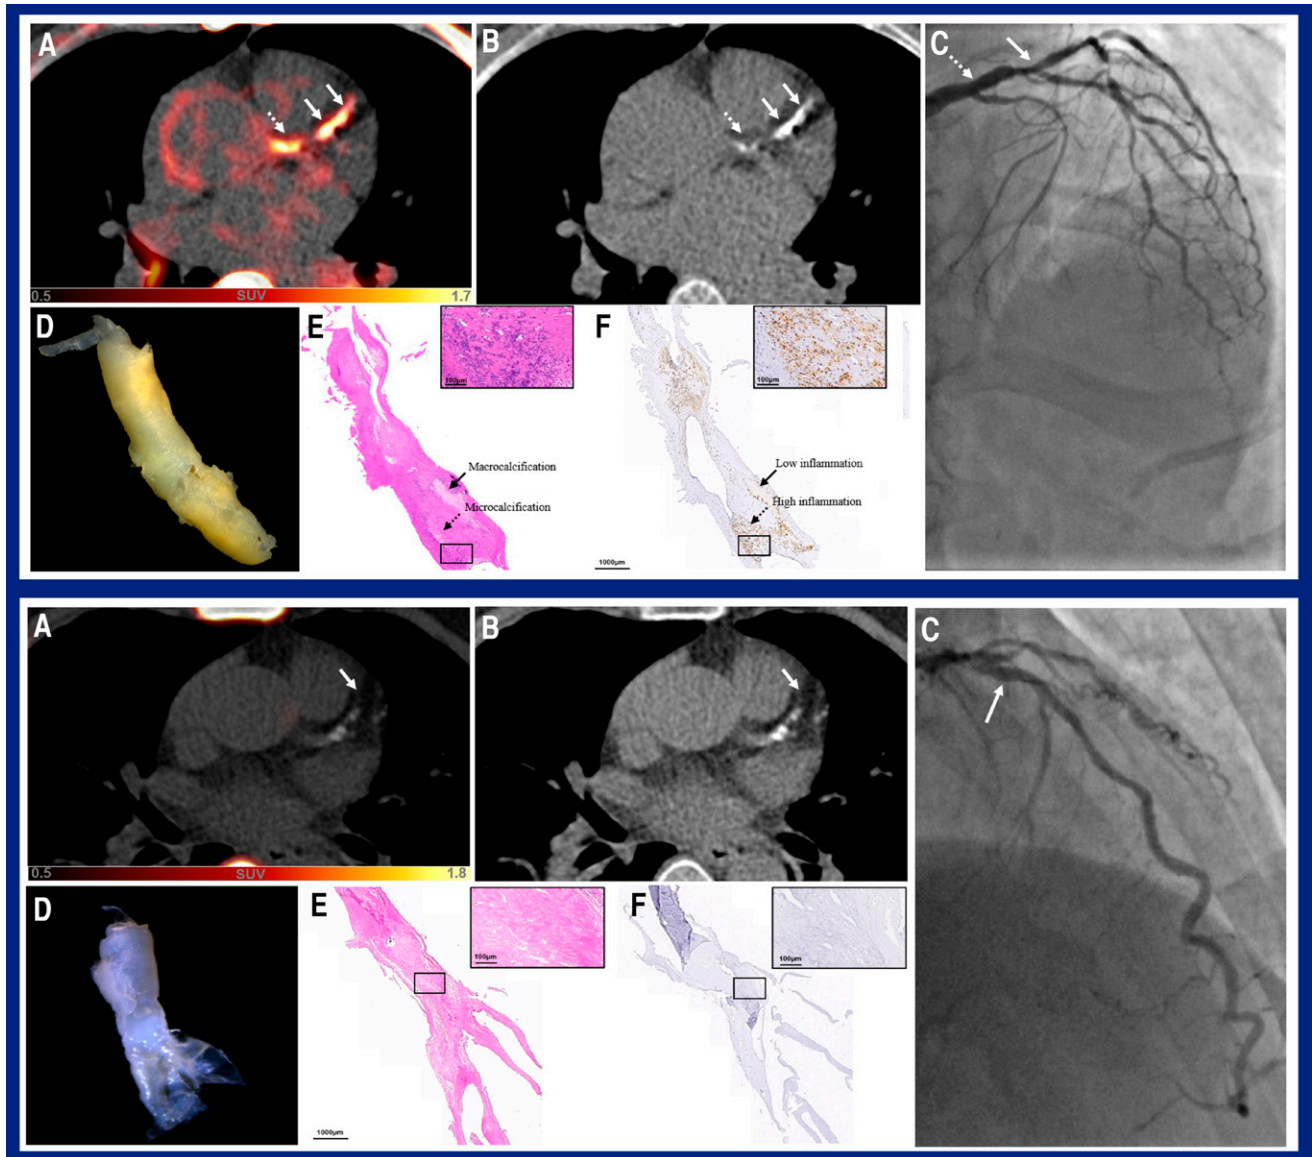 A
B
C
0.5
SUV
1.7
D
E
100µm
F
100µm
Macrocalcification
Microcalcification
Low inflammation
High inflammation
1000µm
A
B
C
0.5
SUV
1.8
D
E
100µm
F
100µm
1000µm